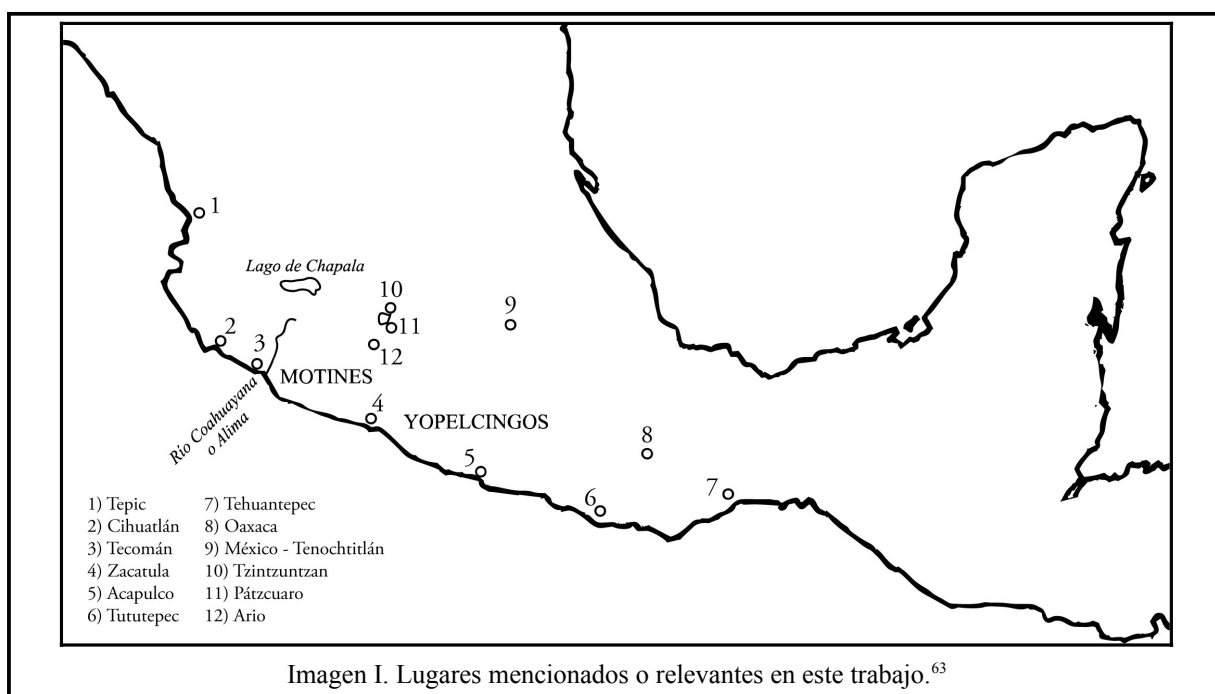 1
Lago de Chapala
10
9
11
2
12
3
MOTINES
Río Coahuayana
o Alima
4
YOPELCINGOS
8
5
7
6
1) Tepic
2) Cihuatlán
3) Tecomán
4) Zacatula
5) Acapulco
6) Tututepec
7) Tehuantepec
8) Oaxaca
9) México - Tenochtitlán
10) Tzintzuntzan
11) Pátzcuaro
12) Ario
Imagen I. Lugares mencionados o relevantes en este trabajo.63